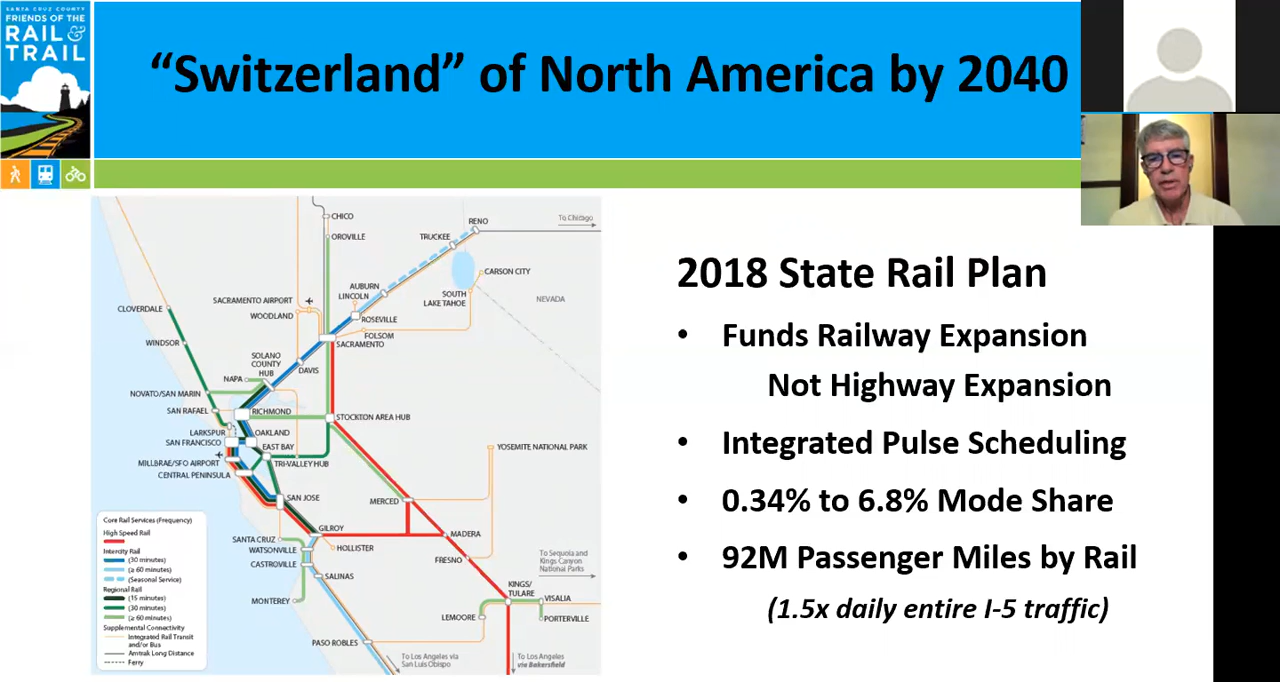 SANTA CRUZ COUNTY
FRIENDS OF THE
RAIL &
TRAIL
“Switzerland” of North America by 2040
2018 State Rail Plan
• Funds Railway Expansion
Not Highway Expansion
• Integrated Pulse Scheduling
• 0.34% to 6.8% Mode Share
• 92M Passenger Miles by Rail
(1.5x daily entire I-5 traffic)
CHICO
OROVILLE
RENO
To Chicago
TRUCKEE
CARSON CITY
AUBURN
LINCOLN
SOUTH
LAKE TAHOE
NEVADA
SACRAMENTO AIRPORT
WOODLAND
ROSEVILLE
FOLSOM
SACRAMENTO
CLOVERDALE
WINDSOR
SOLANO
COUNTY
HUB
DAVIS
NAPA
NOVATO/SAN MARIN
SAN RAFAEL
RICHMOND
STOCKTON AREA HUB
LARKSPUR
OAKLAND
SAN FRANCISCO
EAST BAY
MILLBRAE/SFO AIRPORT
TRI-VALLEY HUB
CENTRAL PENINSULA
YOSEMITE NATIONAL PARK
SAN JOSE
MERCED
GILROY
MADERA
SANTA CRUZ
HOLLISTER
WATSONVILLE
FRESNO
CASTROVILLE
To Sequoia and
Kings Canyon
National Parks
SALINAS
KINGS/
TULARE
VISALIA
MONTEREY
LEMOORE
PORTERVILLE
PASO ROBLES
To Los Angeles via
San Luis Obispo
To Los Angeles
via Bakersfield
Core Rail Services (Frequency)
High Speed Rail
Intercity Rail
(30 minutes)
(≥ 60 minutes)
(Seasonal Service)
Regional Rail
(15 minutes)
(30 minutes)
(≥ 60 minutes)
Supplemental Connectivity
Integrated Rail Transit
and/or Bus
Amtrak Long Distance
Ferry